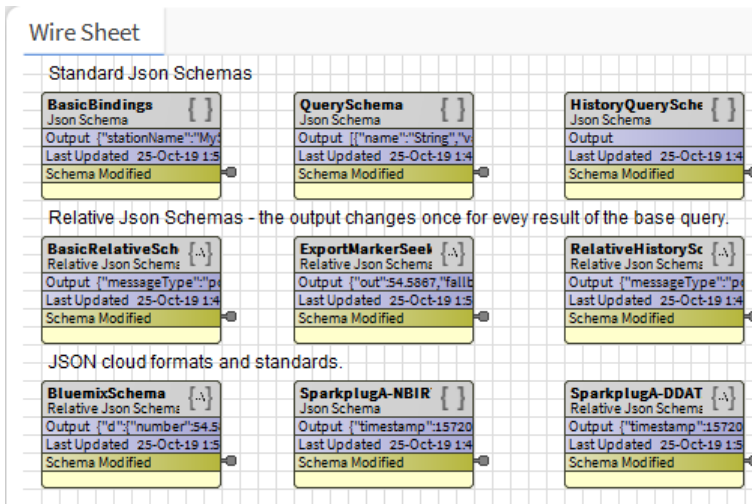 Wire Sheet
Standard Json Schemas
BasicBindings
Json Schema
Output {"stationName":"MyS
Last Updated 25-Oct-19 1:5
Schema Modified
QuerySchema
Json Schema
Output [{"name":"String","v
Last Updated 25-Oct-19 1:4
Schema Modified
HistoryQuerySche
Json Schema
Output
Last Updated 25-Oct-19 1:4
Schema Modified
Relative Json Schemas - the output changes once for evey result of the base query.
BasicRelativeSch
Relative Json Schema
Output {"messageType":"po
Last Updated 25-Oct-19 1:4
Schema Modified
ExportMarkerSeek
Relative Json Schema
Output {"out":54.5867,"fallb
Last Updated 25-Oct-19 1:5
Schema Modified
RelativeHistorySc
Relative Json Schema
Output {"messageType":"po
Last Updated 25-Oct-19 1:4
Schema Modified
JSON cloud formats and standards.
BluemixSchema
Relative Json Schema
Output {"d":{"number":54.5
Last Updated 25-Oct-19 1:5
Schema Modified
SparkplugA-NBIR
Json Schema
Output {"timestamp":15720
Last Updated 25-Oct-19 1:4
Schema Modified
SparkplugA-DDAT
Relative Json Schema
Output {"timestamp":15720
Last Updated 25-Oct-19 1:5
Schema Modified